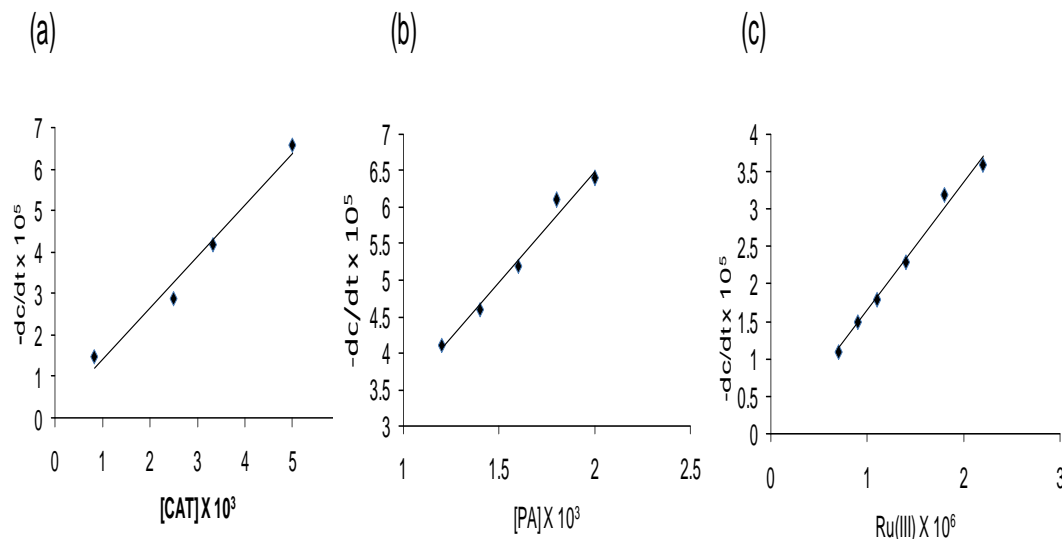 (a)
7
6
5
4
3
2
1
0
0 1 2 3 4 5
-dc/dt x 10⁵
[CAT] X 10³
(b)
7
6.5
6
5.5
5
4.5
4
3.5
3
1 1.5 2 2.5
-dc/dt x 10⁵
[PA] X 10³
(c)
4
3.5
3
2.5
2
1.5
1
0.5
0
0 1 2 3
-dc/dt x 10⁵
Ru(III) X 10⁶